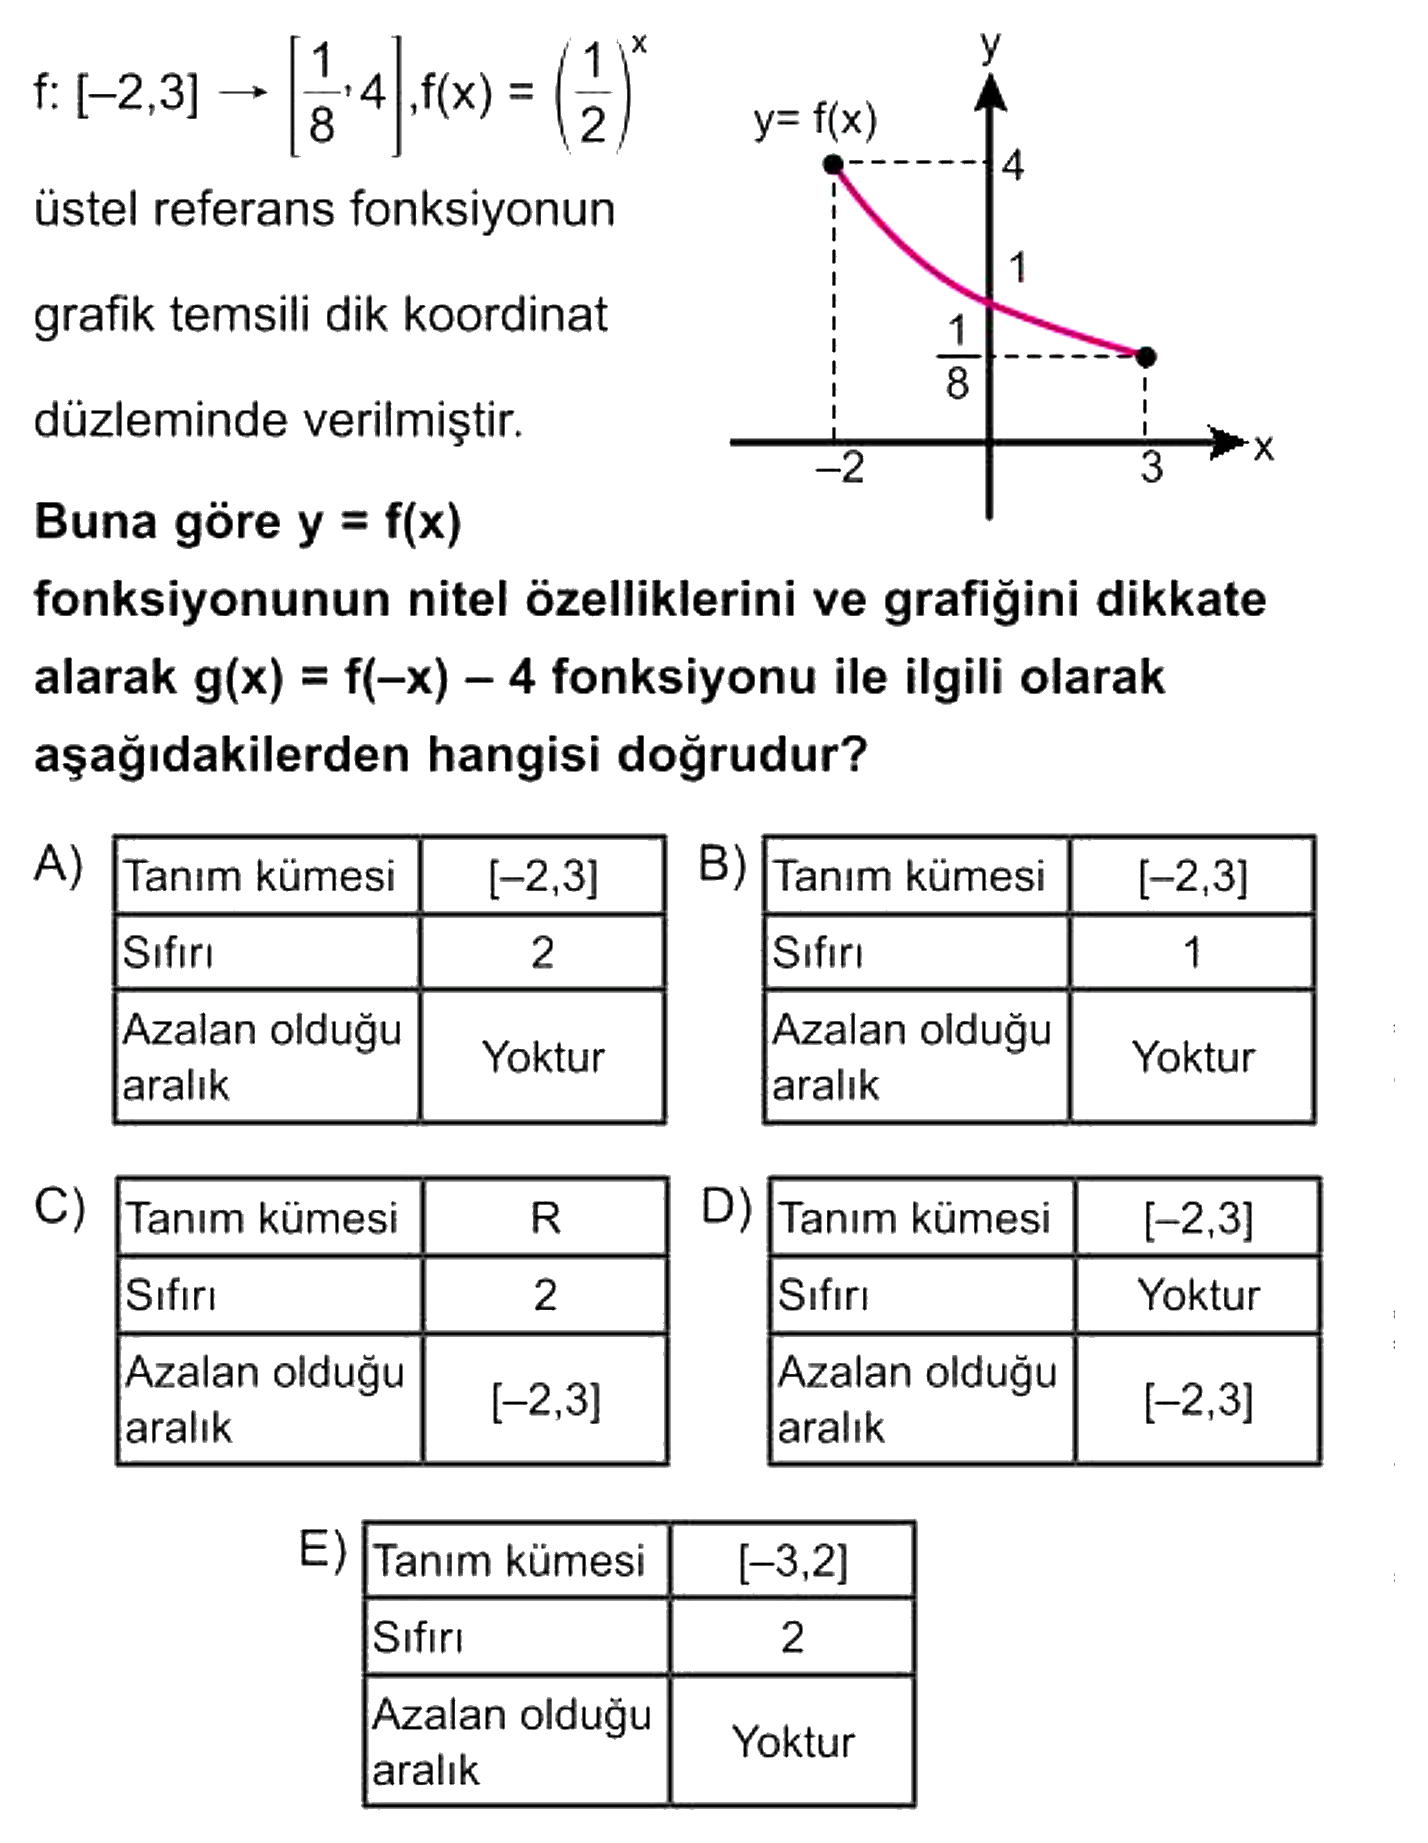 f: [–2,3] → [1/8, 4], f(x) = (1/2)^x
üstel referans fonksiyonun
grafik temsili dik koordinat
düzleminde verilmiştir.
y
y= f(x)
4
1
1/8
–2
3
x
Buna göre y = f(x)
fonksiyonunun nitel özelliklerini ve grafiğini dikkate
alarak g(x) = f(–x) – 4 fonksiyonu ile ilgili olarak
aşağıdakilerden hangisi doğrudur?
A)
Tanım kümesi [–2,3]
Sıfırı 2
Azalan olduğu
aralık Yoktur
B)
Tanım kümesi [–2,3]
Sıfırı 1
Azalan olduğu
aralık Yoktur
C)
Tanım kümesi R
Sıfırı 2
Azalan olduğu
aralık [–2,3]
D)
Tanım kümesi [–2,3]
Sıfırı Yoktur
Azalan olduğu
aralık [–2,3]
E)
Tanım kümesi [–3,2]
Sıfırı 2
Azalan olduğu
aralık Yoktur